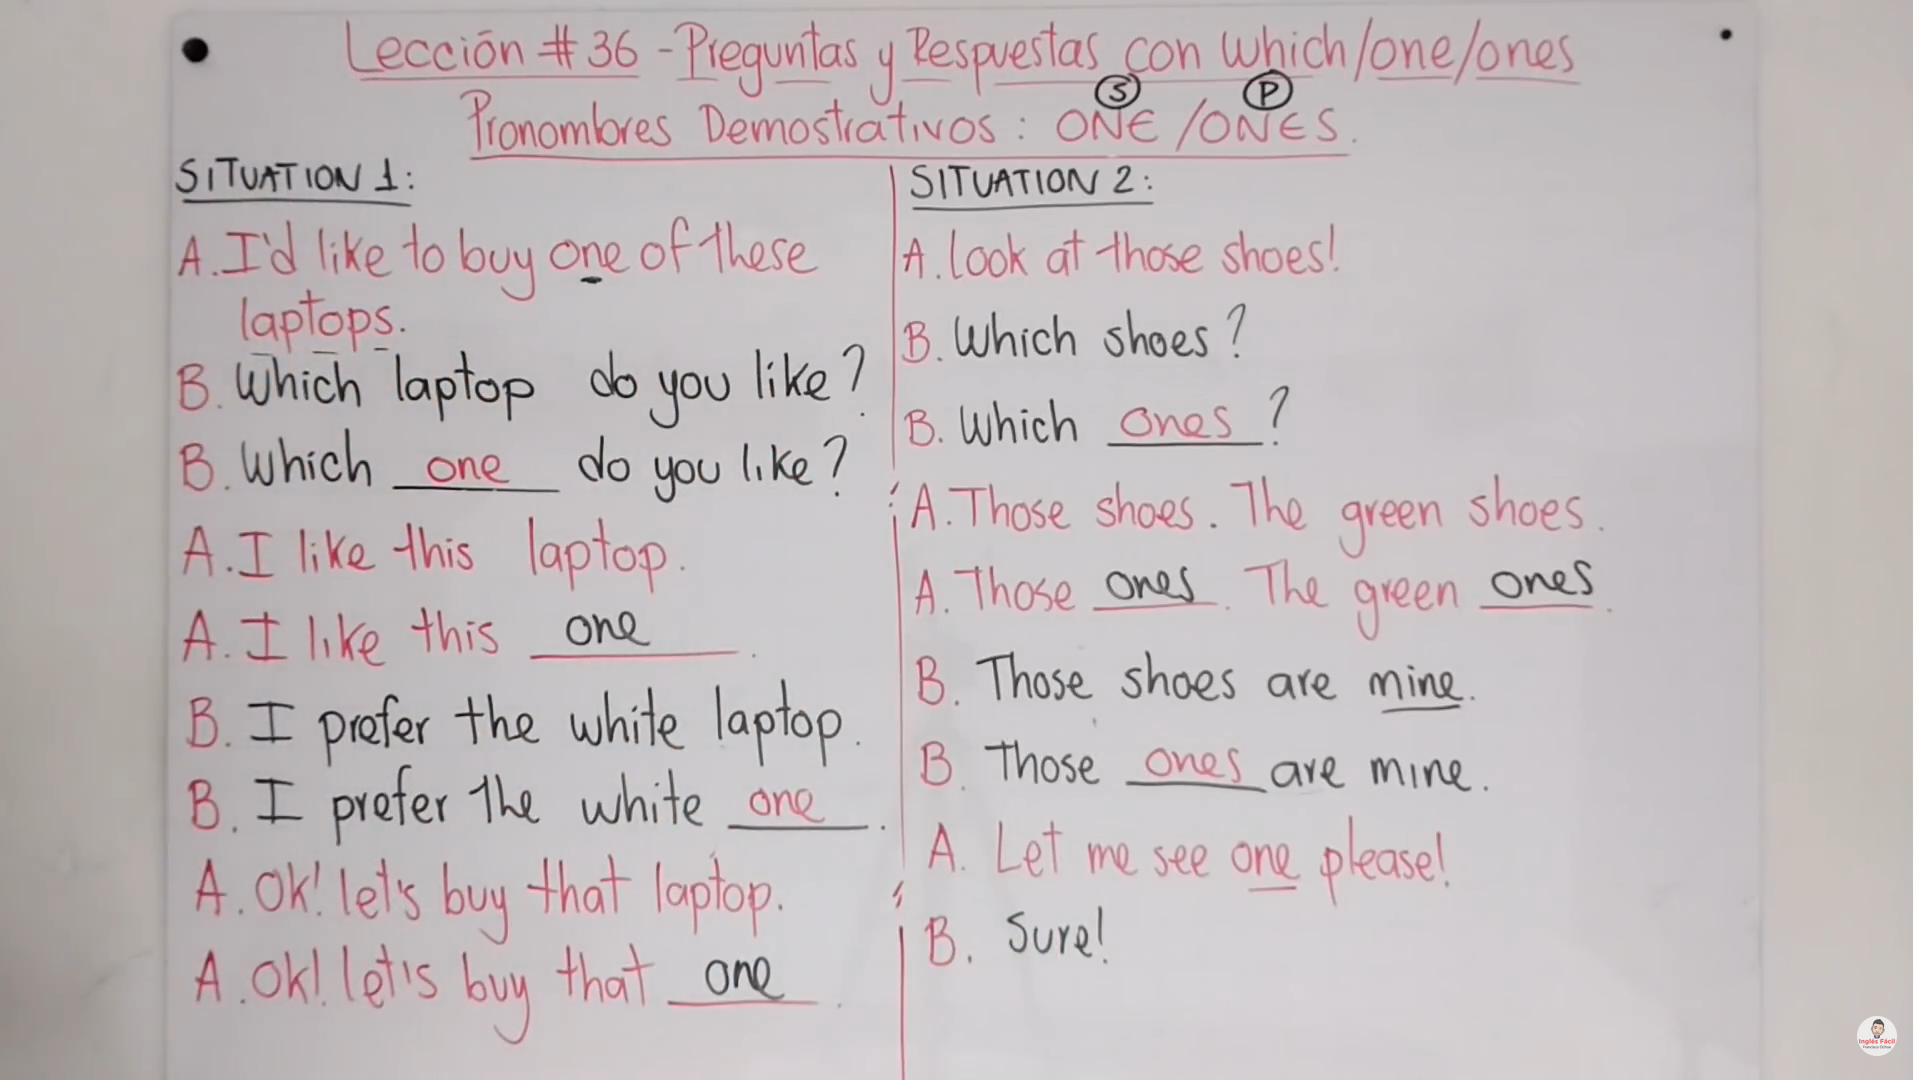 Lección #36 - Preguntas y Respuestas con which/one/ones
S P
Pronombres Demostrativos: ONE/ONES.
SITUATION 1:
A. I'd like to buy one of these
laptops.
B. Which laptop do you like?
B. Which one do you like?
A. I like this laptop.
A. I like this one.
B. I prefer the white laptop.
B. I prefer the white one.
A. Ok! let's buy that laptop.
A. Ok! let's buy that one.
SITUATION 2:
A. look at those shoes!
B. Which shoes?
B. Which ones?
A. Those shoes. The green shoes.
A. Those ones. The green ones.
B. Those shoes are mine.
B. Those ones are mine.
A. Let me see one please!
B. Sure!
Inglés Fácil
Francisco Ochoa